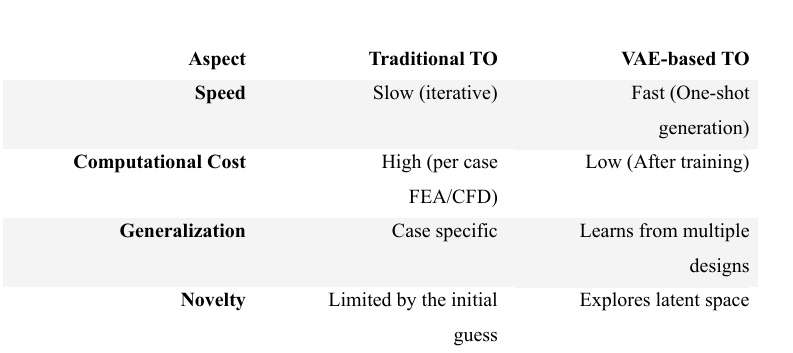 Aspect Traditional TO VAE-based TO
Speed Slow (iterative) Fast (One-shot
generation)
Computational Cost High (per case Low (After training)
FEA/CFD)
Generalization Case specific Learns from multiple
designs
Novelty Limited by the initial Explores latent space
guess